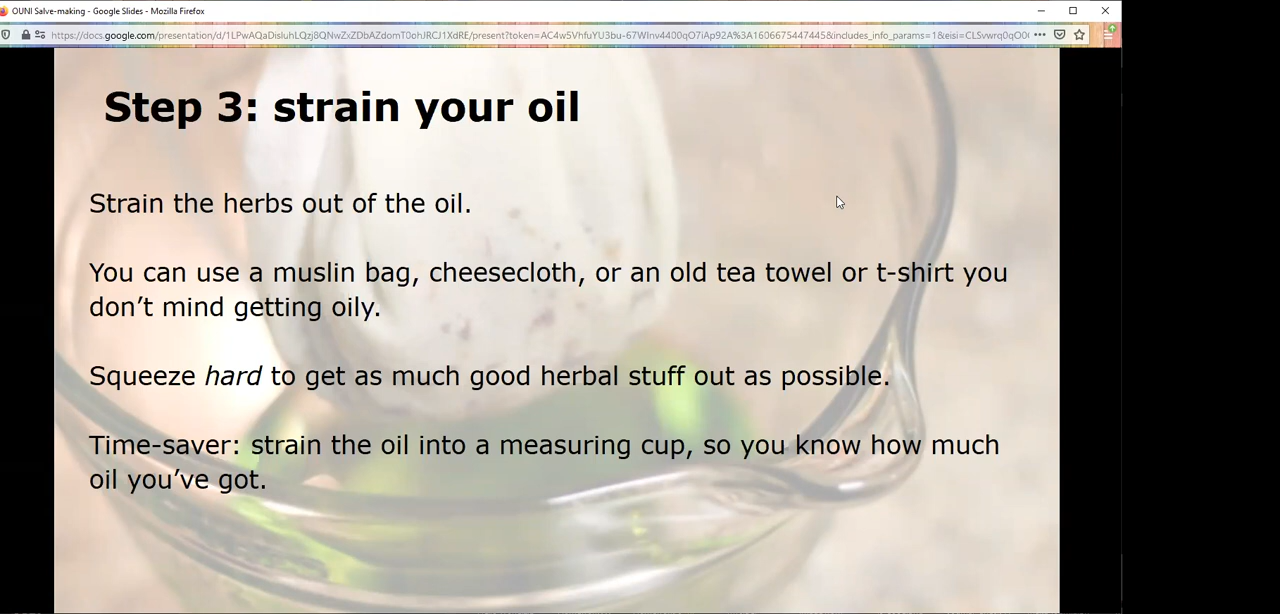 OUNI Salve-making - Google Slides - Mozilla Firefox
Step 3: strain your oil
Strain the herbs out of the oil.
You can use a muslin bag, cheesecloth, or an old tea towel or t-shirt you
don’t mind getting oily.
Squeeze hard to get as much good herbal stuff out as possible.
Time-saver: strain the oil into a measuring cup, so you know how much
oil you’ve got.